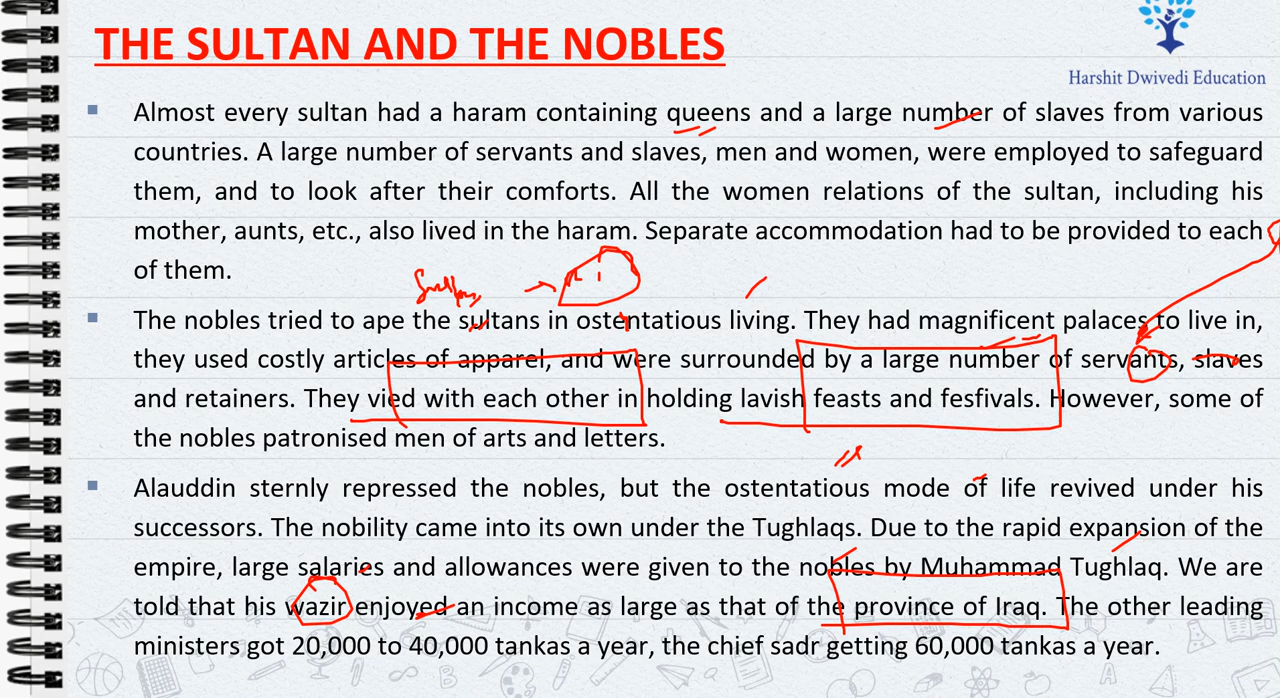 THE SULTAN AND THE NOBLES
Harshit Dwivedi Education
Almost every sultan had a haram containing queens and a large number of slaves from various
countries. A large number of servants and slaves, men and women, were employed to safeguard
them, and to look after their comforts. All the women relations of the sultan, including his
mother, aunts, etc., also lived in the haram. Separate accommodation had to be provided to each
of them.
The nobles tried to ape the sultans in ostentatious living. They had magnificent palaces to live in,
they used costly articles of apparel, and were surrounded by a large number of servants, slaves
and retainers. They vied with each other in holding lavish feasts and fesfivals. However, some of
the nobles patronised men of arts and letters.
Alauddin sternly repressed the nobles, but the ostentatious mode of life revived under his
successors. The nobility came into its own under the Tughlaqs. Due to the rapid expansion of the
empire, large salaries and allowances were given to the nobles by Muhammad Tughlaq. We are
told that his wazir enjoyed an income as large as that of the province of Iraq. The other leading
ministers got 20,000 to 40,000 tankas a year, the chief sadr getting 60,000 tankas a year.